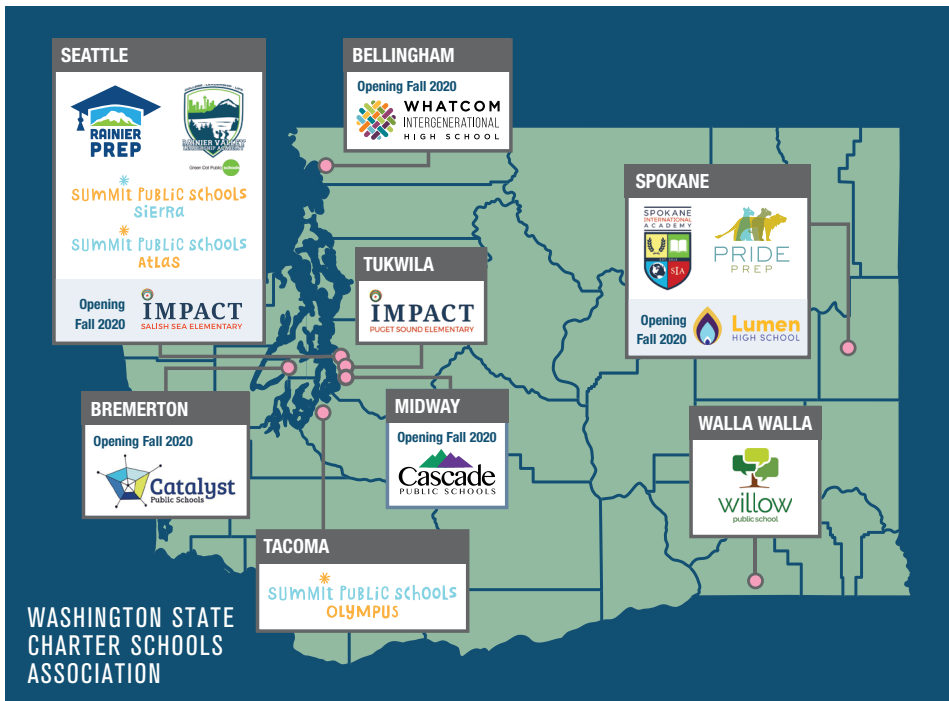 SEATTLE
RAINIER
PREP
RAINIER VALLEY
LEADERSHIP ACADEMY
Green Dot Public schools
SUMMIT PUBLIC SCHOOLS
SIERRA
SUMMIT PUBLIC SCHOOLS
ATLAS
Opening
Fall 2020
IMPACT
SALISH SEA ELEMENTARY
BELLINGHAM
Opening Fall 2020
WHATCOM
INTERGENERATIONAL
HIGH SCHOOL
TUKWILA
IMPACT
PUGET SOUND ELEMENTARY
SPOKANE
SPOKANE
INTERNATIONAL
ACADEMY
SIA
PRIDE
PREP
Opening
Fall 2020
Lumen
HIGH SCHOOL
BREMERTON
Opening Fall 2020
Catalyst
Public Schools
MIDWAY
Opening Fall 2020
Cascade
PUBLIC SCHOOLS
WALLA WALLA
willow
public school
TACOMA
SUMMIT PUBLIC SCHOOLS
OLYMPUS
WASHINGTON STATE
CHARTER SCHOOLS
ASSOCIATION